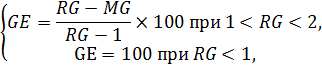 GE = (RG − MG)/(RG − 1) × 100 при 1 < RG < 2,
GE = 100 при RG < 1,